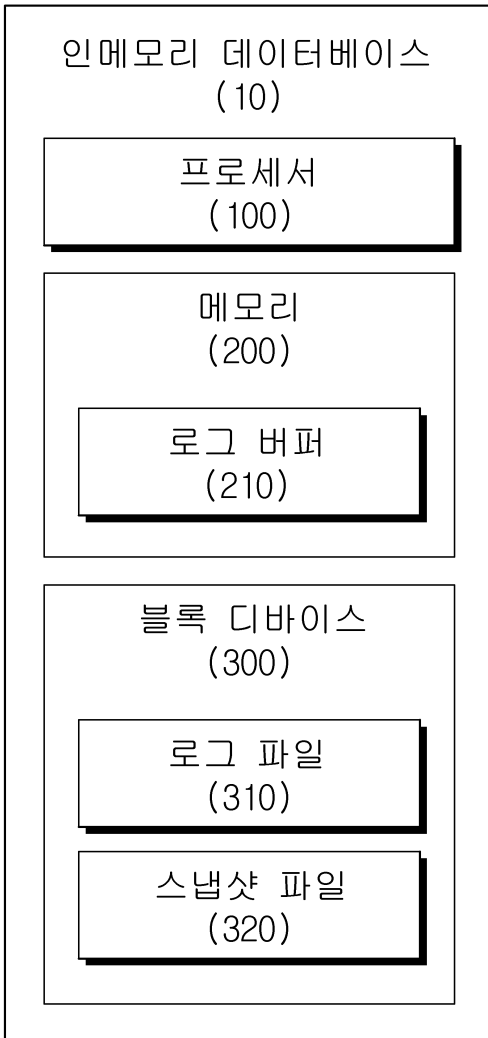 인메모리 데이터베이스
(10)
프로세서
(100)
메모리
(200)
로그 버퍼
(210)
블록 디바이스
(300)
로그 파일
(310)
스냅샷 파일
(320)